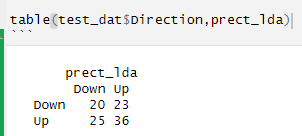 table(test_dat$Direction,prect_lda)
```
prect_lda
Down Up
Down 20 23
Up 25 36